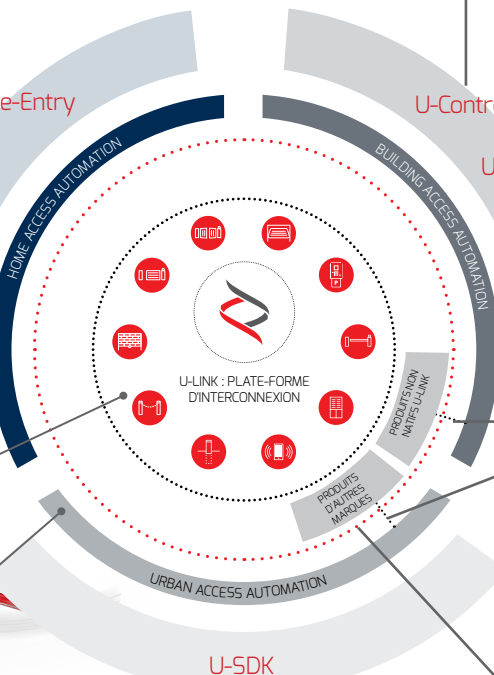 e-Entry
U-Contr
U
HOME ACCESS AUTOMATION
BUILDING ACCESS AUTOMATION
P
U-LINK : PLATE-FORME
D'INTERCONNEXION
PRODUITS NON
NATIFS U-LINK
PRODUITS
D'AUTRES
MARQUES
URBAN ACCESS AUTOMATION
U-SDK